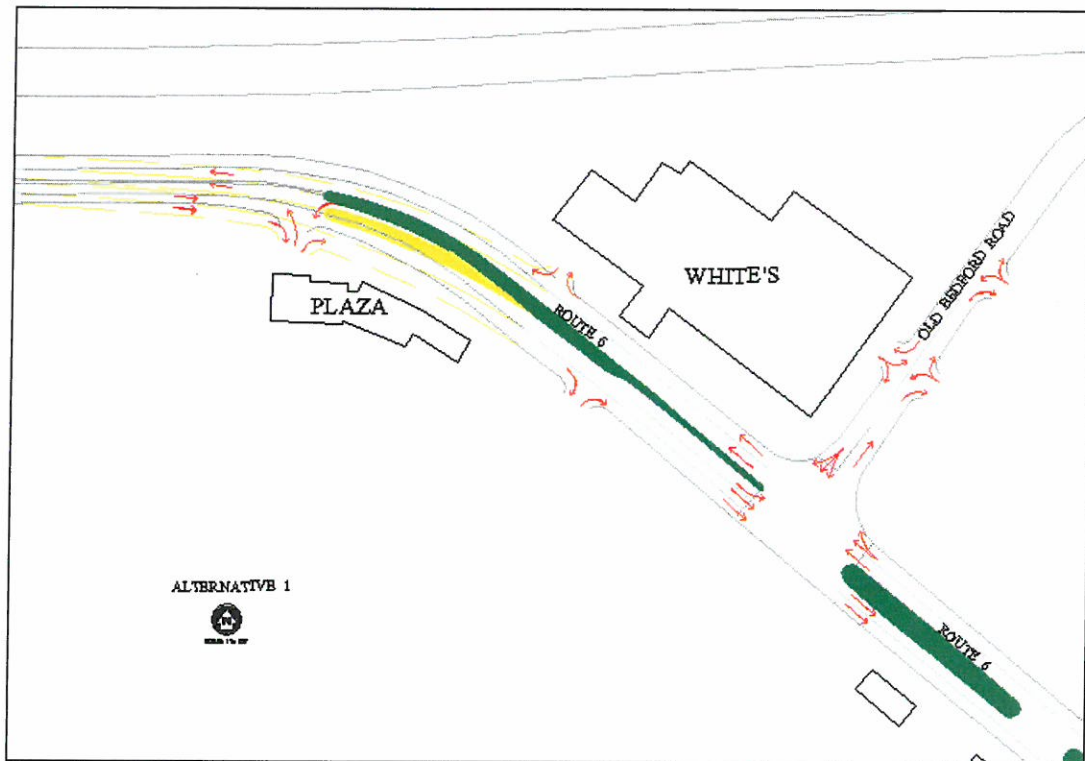 WHITE'S
OLD BEDFORD ROAD
PLAZA
ROUTE 6
ALTERNATIVE 1
N
ROUTE 6